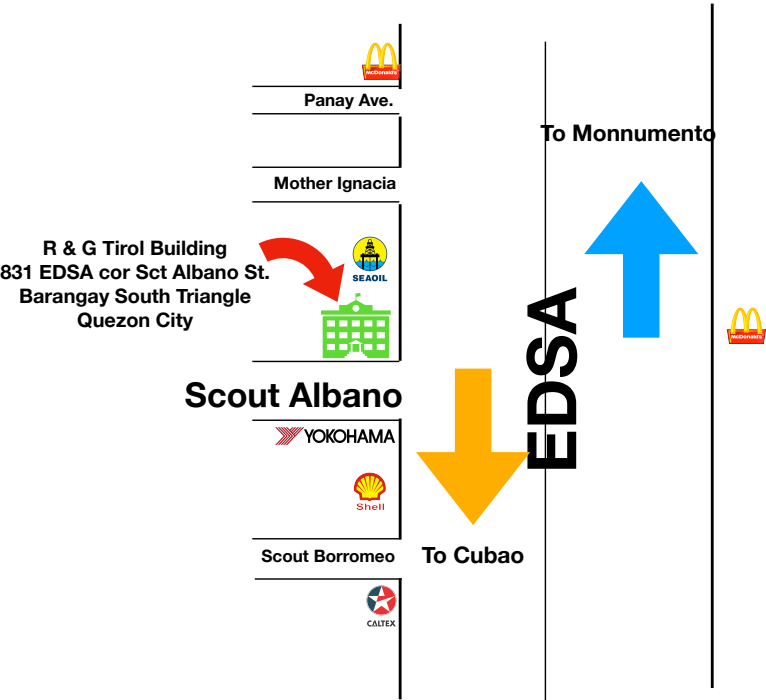 McDonald's
Panay Ave.
To Monnumento
Mother Ignacia
R & G Tirol Building
831 EDSA cor Sct Albano St.
Barangay South Triangle
Quezon City
SEAOIL
EDSA
McDonald's
Scout Albano
YOKOHAMA
Shell
Scout Borromeo
To Cubao
CALTEX